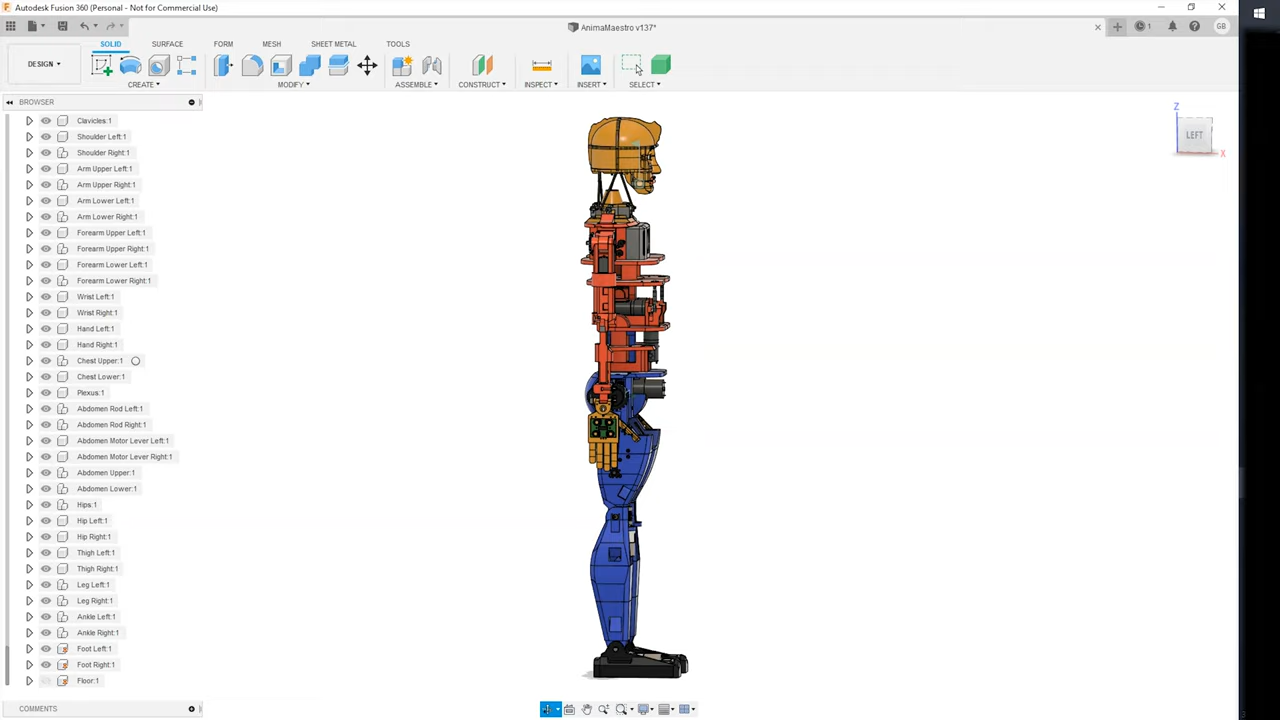 Autodesk Fusion 360 (Personal - Not for Commercial Use)
AnimaMaestro v137*
1
GB
SOLID SURFACE FORM MESH SHEET METAL TOOLS
DESIGN
CREATE MODIFY ASSEMBLE CONSTRUCT INSPECT INSERT SELECT
BROWSER
Clavicles:1
Shoulder Left:1
Shoulder Right:1
Arm Upper Left:1
Arm Upper Right:1
Arm Lower Left:1
Arm Lower Right:1
Forearm Upper Left:1
Forearm Upper Right:1
Forearm Lower Left:1
Forearm Lower Right:1
Wrist Left:1
Wrist Right:1
Hand Left:1
Hand Right:1
Chest Upper:1
Chest Lower:1
Plexus:1
Abdomen Rod Left:1
Abdomen Rod Right:1
Abdomen Motor Lever Left:1
Abdomen Motor Lever Right:1
Abdomen Upper:1
Abdomen Lower:1
Hips:1
Hip Left:1
Hip Right:1
Thigh Left:1
Thigh Right:1
Leg Left:1
Leg Right:1
Ankle Left:1
Ankle Right:1
Foot Left:1
Foot Right:1
Floor:1
COMMENTS
Z
LEFT
X